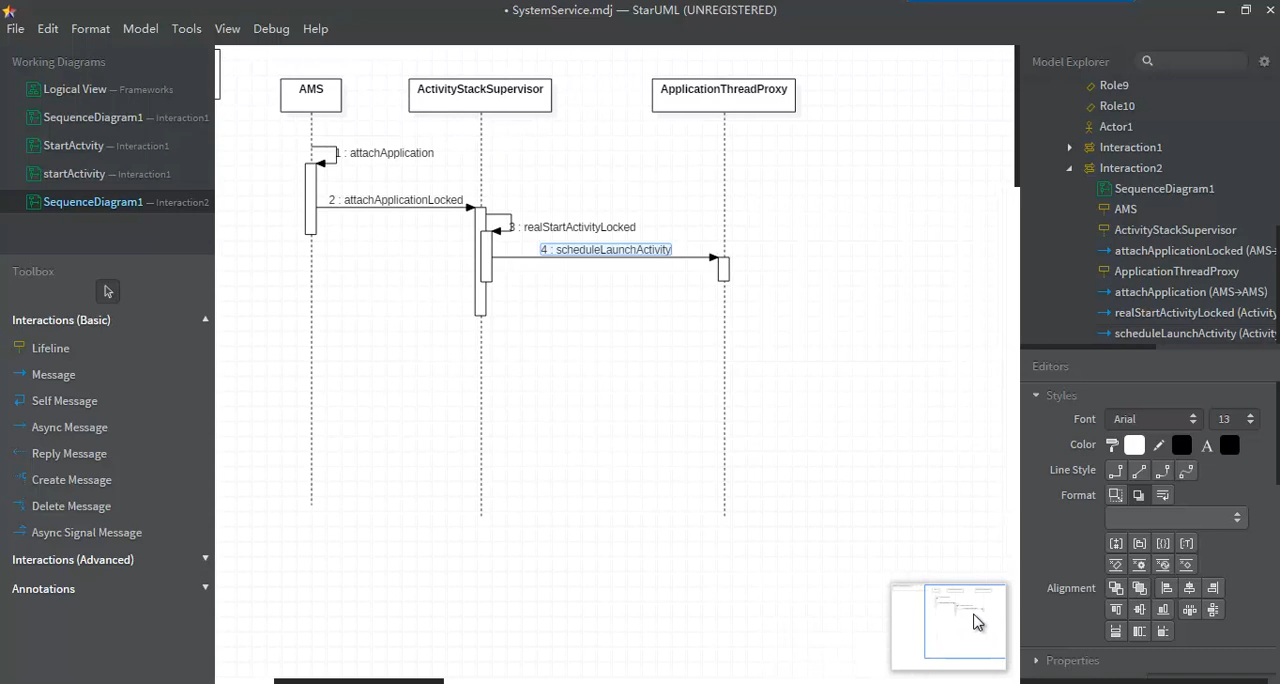 • SystemService.mdj — StarUML (UNREGISTERED)
File Edit Format Model Tools View Debug Help
Working Diagrams
Logical View — Frameworks
SequenceDiagram1 — Interaction1
StartActvity — Interaction1
startActivity — Interaction1
SequenceDiagram1 — Interaction2
Toolbox
Interactions (Basic)
Lifeline
Message
Self Message
Async Message
Reply Message
Create Message
Delete Message
Async Signal Message
Interactions (Advanced)
Annotations
AMS
ActivityStackSupervisor
ApplicationThreadProxy
1 : attachApplication
2 : attachApplicationLocked
3 : realStartActivityLocked
4 : scheduleLaunchActivity
Model Explorer
Role9
Role10
Actor1
Interaction1
Interaction2
SequenceDiagram1
AMS
ActivityStackSupervisor
attachApplicationLocked (AMS→
ApplicationThreadProxy
attachApplication (AMS→AMS)
realStartActivityLocked (Activity
scheduleLaunchActivity (Activit
Editors
Styles
Font Arial 13
Color A
Line Style
Format
Alignment
Properties